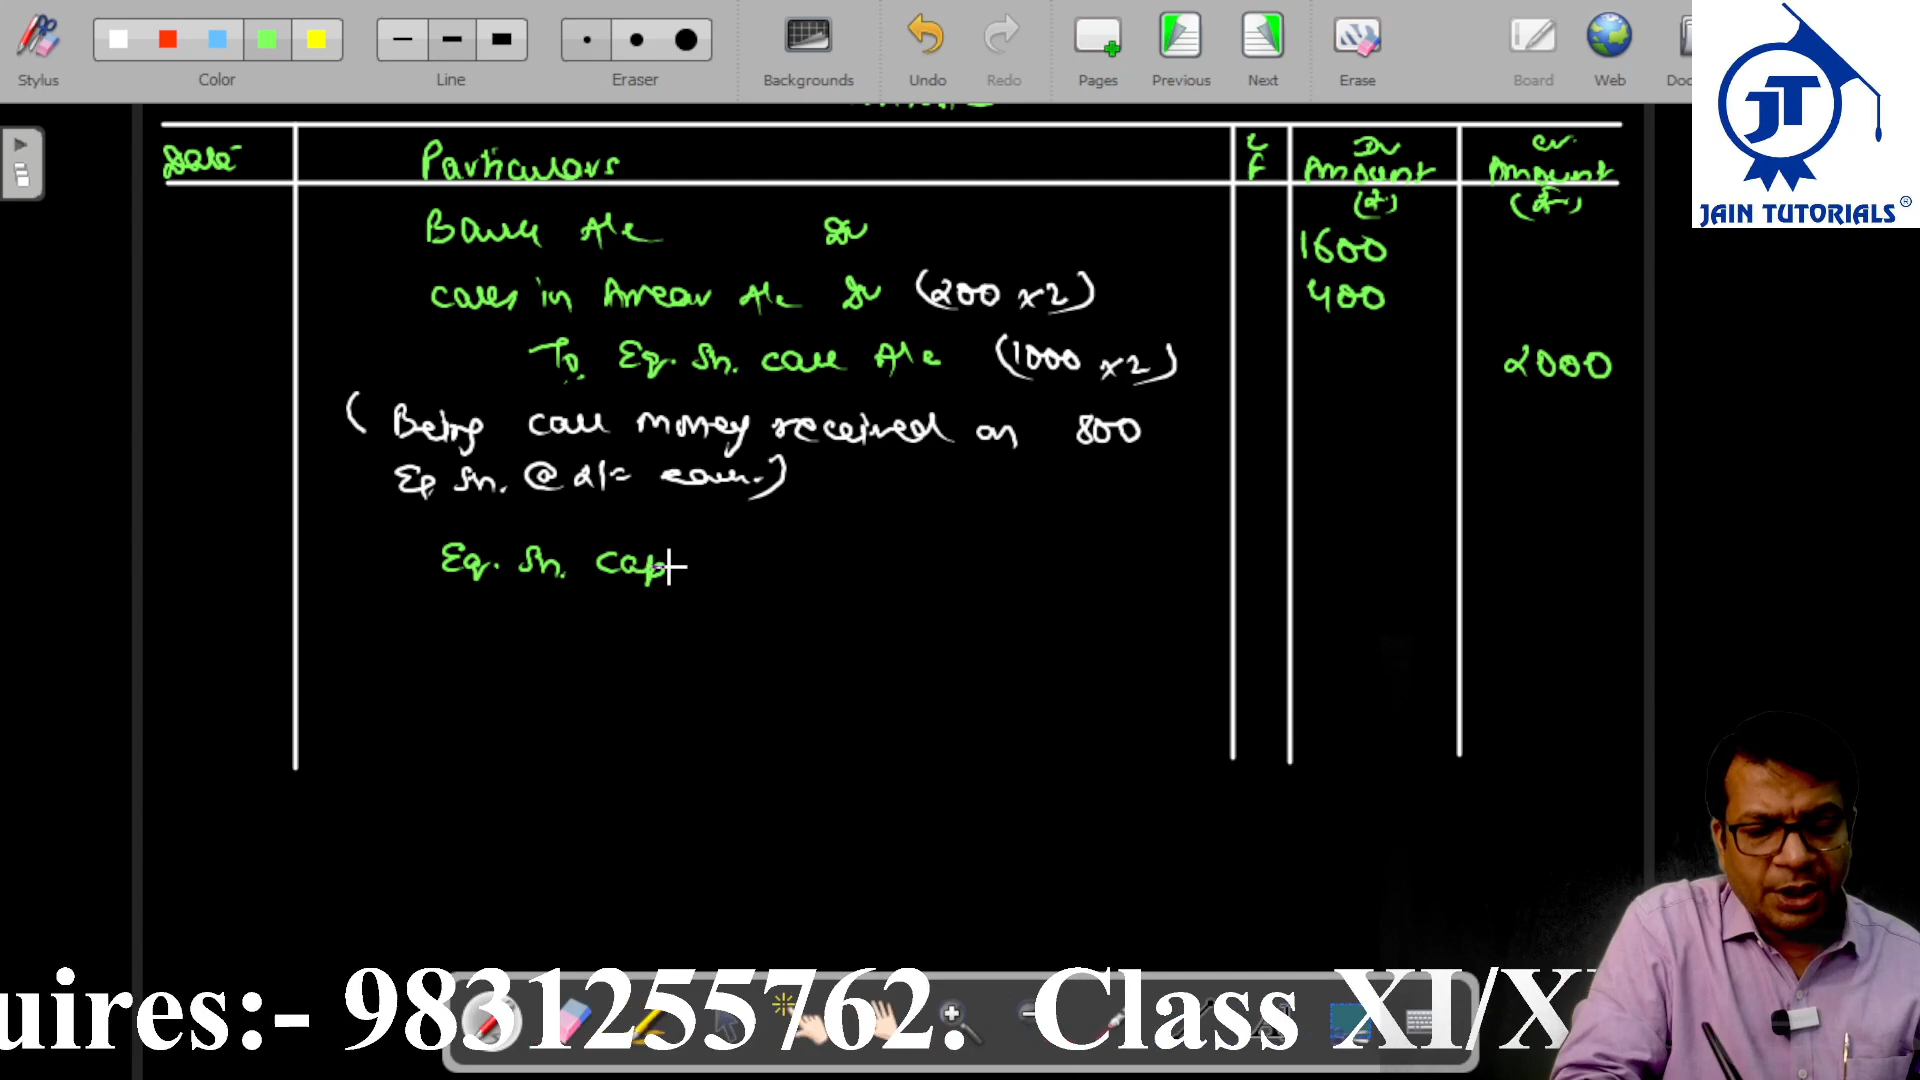 Stylus Color Line Eraser Backgrounds Undo Redo Pages Previous Next Erase Board Web
JT
JAIN TUTORIALS®
Date Particulars L F Dr Amount (₹) Cr. Amount (₹)
Bank A/c Dr 1600
Calls in Arrear A/c Dr (200 x 2) 400
To Eq. Sh. Call A/c (1000 x 2) 2000
(Being call money received on 800
Eq Sh. @ 2/= each.)
Eq. Sh. Cap
uires:- 9831255762. Class XI/X